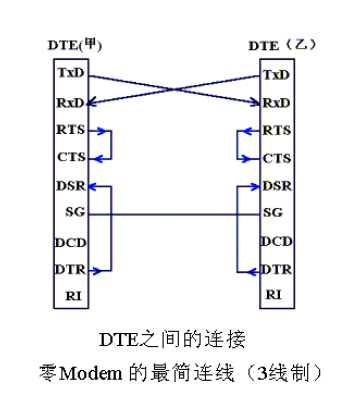 DTE(甲) DTE（乙）
TxD TxD
RxD RxD
RTS RTS
CTS CTS
DSR DSR
SG SG
DCD DCD
DTR DTR
RI RI
DTE之间的连接
零Modem 的最简连线（3线制）